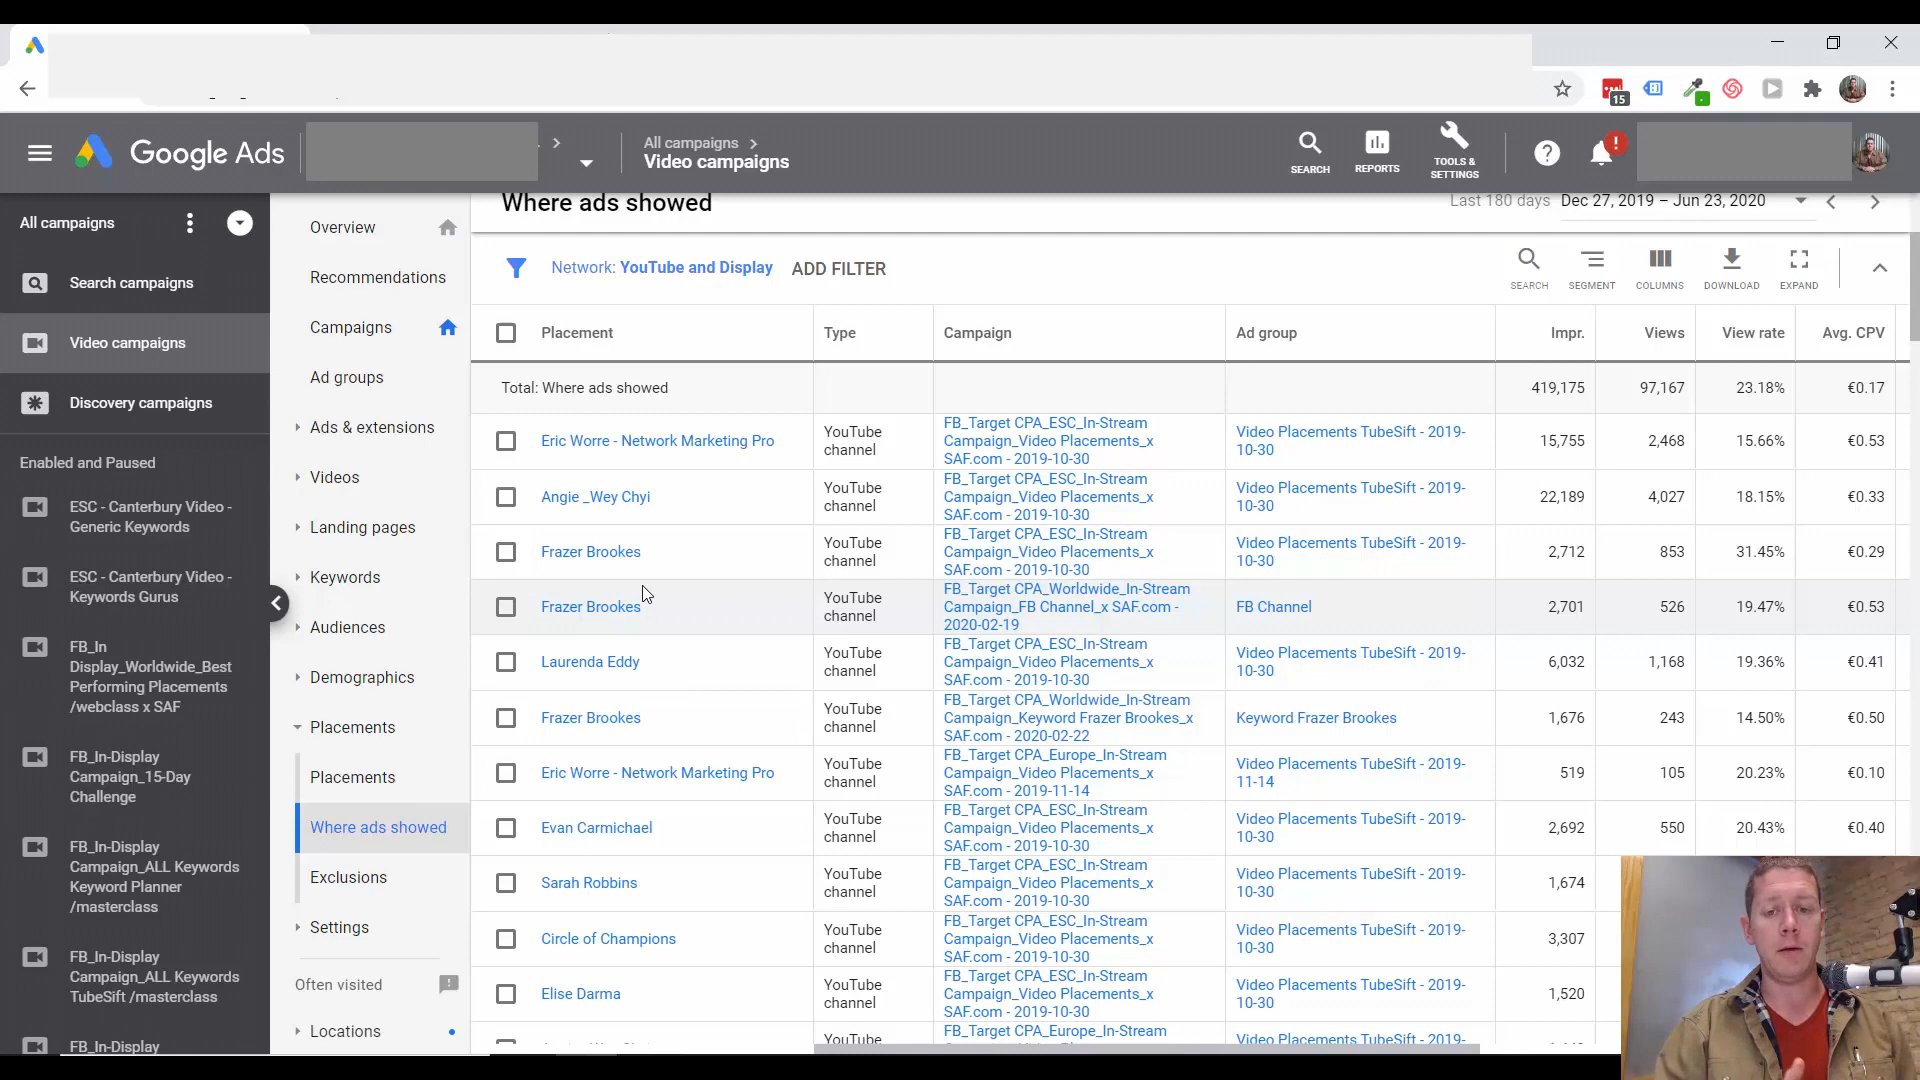 15
Google Ads
All campaigns
Video campaigns
SEARCH
REPORTS
TOOLS &
SETTINGS
All campaigns
Search campaigns
Video campaigns
Discovery campaigns
Enabled and Paused
ESC - Canterbury Video -
Generic Keywords
ESC - Canterbury Video -
Keywords Gurus
FB_In
Display_Worldwide_Best
Performing Placements
/webclass x SAF
FB_In-Display
Campaign_15-Day
Challenge
FB_In-Display
Campaign_ALL Keywords
Keyword Planner
/masterclass
FB_In-Display
Campaign_ALL Keywords
TubeSift /masterclass
FB_In-Display
Overview
Recommendations
Campaigns
Ad groups
Ads & extensions
Videos
Landing pages
Keywords
Audiences
Demographics
Placements
Placements
Where ads showed
Exclusions
Settings
Often visited
Locations
Where ads showed
Last 180 days Dec 27, 2019 – Jun 23, 2020
Network: YouTube and Display ADD FILTER
SEARCH SEGMENT COLUMNS DOWNLOAD EXPAND
Placement Type Campaign Ad group Impr. Views View rate Avg. CPV
Total: Where ads showed 419,175 97,167 23.18% €0.17
Eric Worre - Network Marketing Pro
YouTube
channel
FB_Target CPA_ESC_In-Stream
Campaign_Video Placements_x
SAF.com - 2019-10-30
Video Placements TubeSift - 2019-
10-30
15,755 2,468 15.66% €0.53
Angie _Wey Chyi
YouTube
channel
FB_Target CPA_ESC_In-Stream
Campaign_Video Placements_x
SAF.com - 2019-10-30
Video Placements TubeSift - 2019-
10-30
22,189 4,027 18.15% €0.33
Frazer Brookes
YouTube
channel
FB_Target CPA_ESC_In-Stream
Campaign_Video Placements_x
SAF.com - 2019-10-30
Video Placements TubeSift - 2019-
10-30
2,712 853 31.45% €0.29
Frazer Brookes
YouTube
channel
FB_Target CPA_Worldwide_In-Stream
Campaign_FB Channel_x SAF.com -
2020-02-19
FB Channel
2,701 526 19.47% €0.53
Laurenda Eddy
YouTube
channel
FB_Target CPA_ESC_In-Stream
Campaign_Video Placements_x
SAF.com - 2019-10-30
Video Placements TubeSift - 2019-
10-30
6,032 1,168 19.36% €0.41
Frazer Brookes
YouTube
channel
FB_Target CPA_Worldwide_In-Stream
Campaign_Keyword Frazer Brookes_x
SAF.com - 2020-02-22
Keyword Frazer Brookes
1,676 243 14.50% €0.50
Eric Worre - Network Marketing Pro
YouTube
channel
FB_Target CPA_Europe_In-Stream
Campaign_Video Placements_x
SAF.com - 2019-11-14
Video Placements TubeSift - 2019-
11-14
519 105 20.23% €0.10
Evan Carmichael
YouTube
channel
FB_Target CPA_ESC_In-Stream
Campaign_Video Placements_x
SAF.com - 2019-10-30
Video Placements TubeSift - 2019-
10-30
2,692 550 20.43% €0.40
Sarah Robbins
YouTube
channel
FB_Target CPA_ESC_In-Stream
Campaign_Video Placements_x
SAF.com - 2019-10-30
Video Placements TubeSift - 2019-
10-30
1,674
Circle of Champions
YouTube
channel
FB_Target CPA_ESC_In-Stream
Campaign_Video Placements_x
SAF.com - 2019-10-30
Video Placements TubeSift - 2019-
10-30
3,307
Elise Darma
YouTube
channel
FB_Target CPA_ESC_In-Stream
Campaign_Video Placements_x
SAF.com - 2019-10-30
Video Placements TubeSift - 2019-
10-30
1,520
YouTube
FB_Target CPA_Europe_In-Stream
Video Placements TubeSift - 2019-